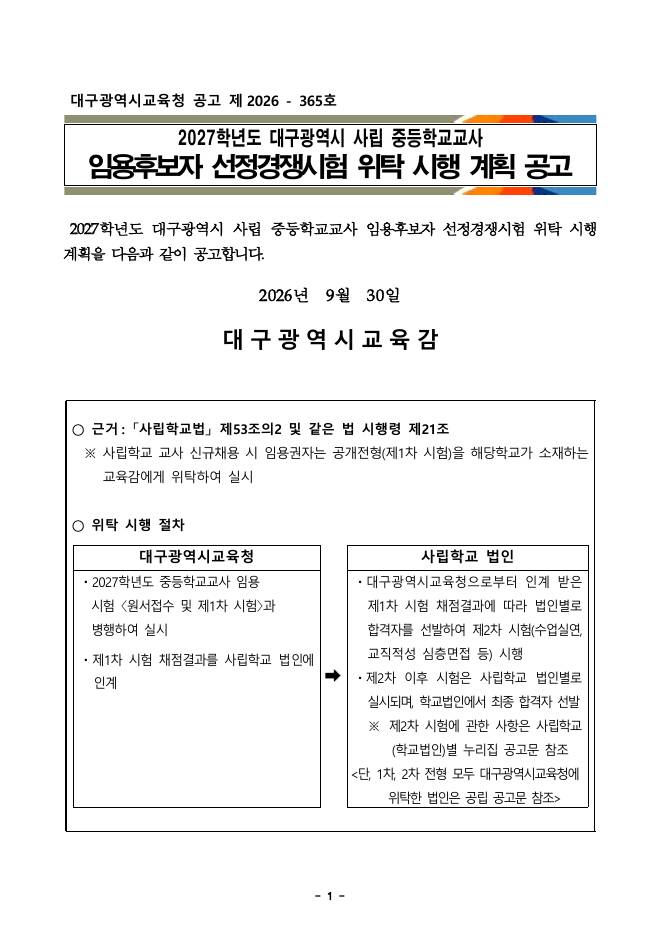 대구광역시교육청 공고 제2026 - 365호
2027학년도 대구광역시 사립 중등학교교사
임용후보자 선정경쟁시험 위탁 시행 계획 공고
2027학년도 대구광역시 사립 중등학교교사 임용후보자 선정경쟁시험 위탁 시행
계획을 다음과 같이 공고합니다.
2026년 9월 30일
대구광역시교육감
○ 근거:「사립학교법」제53조의2 및 같은 법 시행령 제21조
※ 사립학교 교사 신규채용 시 임용권자는 공개전형(제1차 시험)을 해당학교가 소재하는
교육감에게 위탁하여 실시
○ 위탁 시행 절차
대구광역시교육청
・2027학년도 중등학교교사 임용
시험 〈원서접수 및 제1차 시험〉과
병행하여 실시
・제1차 시험 채점결과를 사립학교 법인에
인계
➡
사립학교 법인
・대구광역시교육청으로부터 인계 받은
제1차 시험 채점결과에 따라 법인별로
합격자를 선발하여 제2차 시험(수업실연,
교직적성 심층면접 등) 시행
・제2차 이후 시험은 사립학교 법인별로
실시되며, 학교법인에서 최종 합격자 선발
※ 제2차 시험에 관한 사항은 사립학교
(학교법인)별 누리집 공고문 참조
<단, 1차, 2차 전형 모두 대구광역시교육청에
위탁한 법인은 공립 공고문 참조>
- 1 -